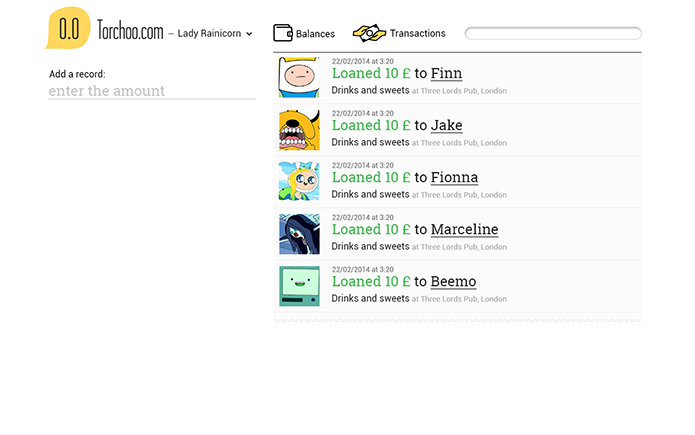 0.0 Torchoo.com – Lady Rainicorn
Balances
Transactions
Add a record:
enter the amount
22/02/2014 at 3:20
Loaned 10 £ to Finn
Drinks and sweets at Three Lords Pub, London
22/02/2014 at 3:20
Loaned 10 £ to Jake
Drinks and sweets at Three Lords Pub, London
22/02/2014 at 3:20
Loaned 10 £ to Fionna
Drinks and sweets at Three Lords Pub, London
22/02/2014 at 3:20
Loaned 10 £ to Marceline
Drinks and sweets at Three Lords Pub, London
22/02/2014 at 3:20
Loaned 10 £ to Beemo
Drinks and sweets at Three Lords Pub, London